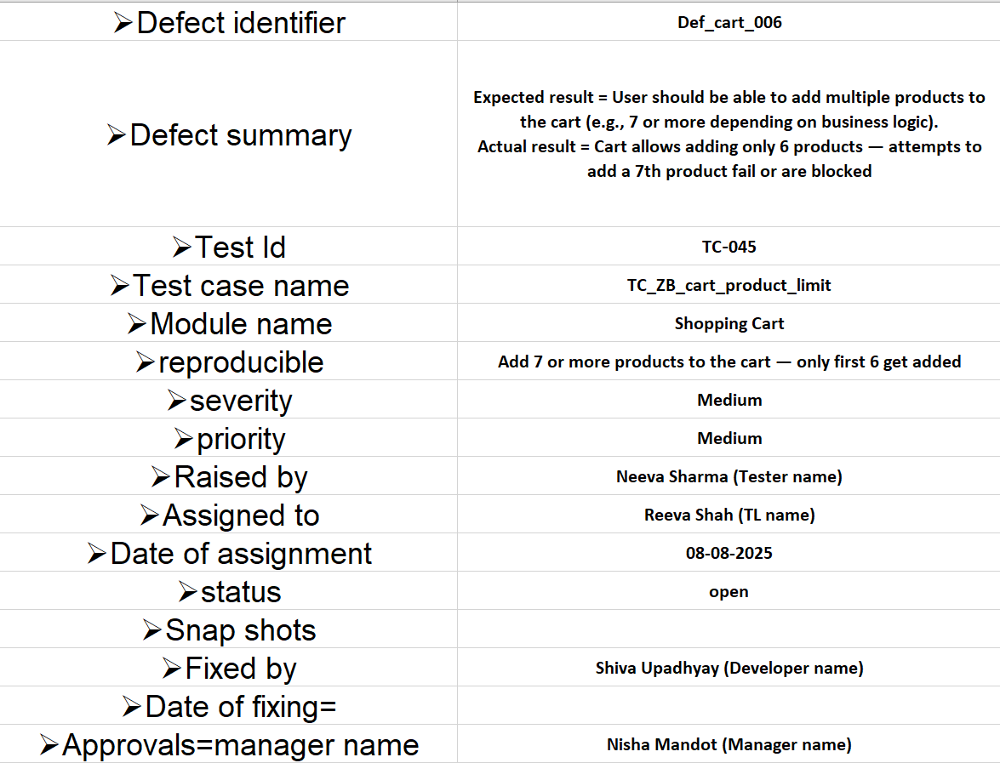 ➢Defect identifier Def_cart_006
➢Defect summary
Expected result = User should be able to add multiple products to
the cart (e.g., 7 or more depending on business logic).
Actual result = Cart allows adding only 6 products — attempts to
add a 7th product fail or are blocked
➢Test Id TC-045
➢Test case name TC_ZB_cart_product_limit
➢Module name Shopping Cart
➢reproducible Add 7 or more products to the cart — only first 6 get added
➢severity Medium
➢priority Medium
➢Raised by Neeva Sharma (Tester name)
➢Assigned to Reeva Shah (TL name)
➢Date of assignment 08-08-2025
➢status open
➢Snap shots
➢Fixed by Shiva Upadhyay (Developer name)
➢Date of fixing=
➢Approvals=manager name Nisha Mandot (Manager name)